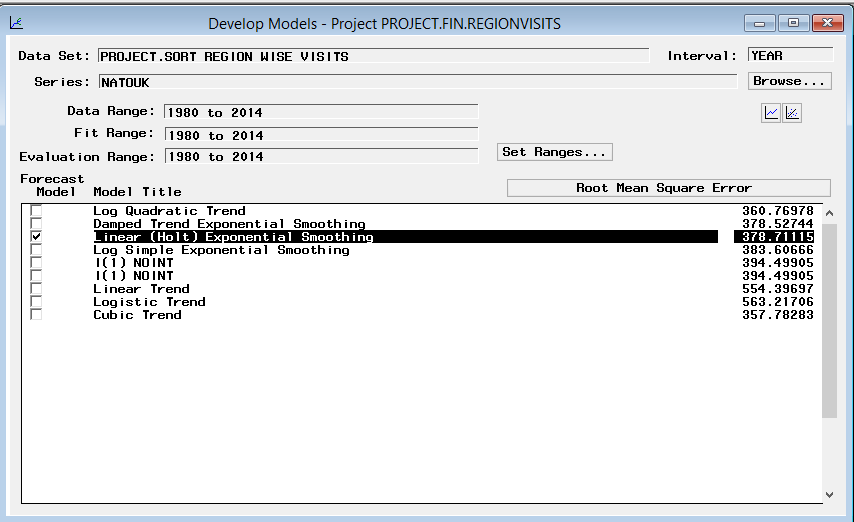 Develop Models - Project PROJECT.FIN.REGIONVISITS
Data Set: PROJECT.SORT REGION WISE VISITS Interval: YEAR
Series: NATOUK Browse...
Data Range: 1980 to 2014
Fit Range: 1980 to 2014
Evaluation Range: 1980 to 2014 Set Ranges...
Forecast
Model Model Title Root Mean Square Error
Log Quadratic Trend 360.76978
Damped Trend Exponential Smoothing 378.52744
Linear (Holt) Exponential Smoothing 378.71115
Log Simple Exponential Smoothing 383.60666
I(1) NOINT 394.49905
I(1) NOINT 394.49905
Linear Trend 554.39697
Logistic Trend 563.21706
Cubic Trend 357.78283